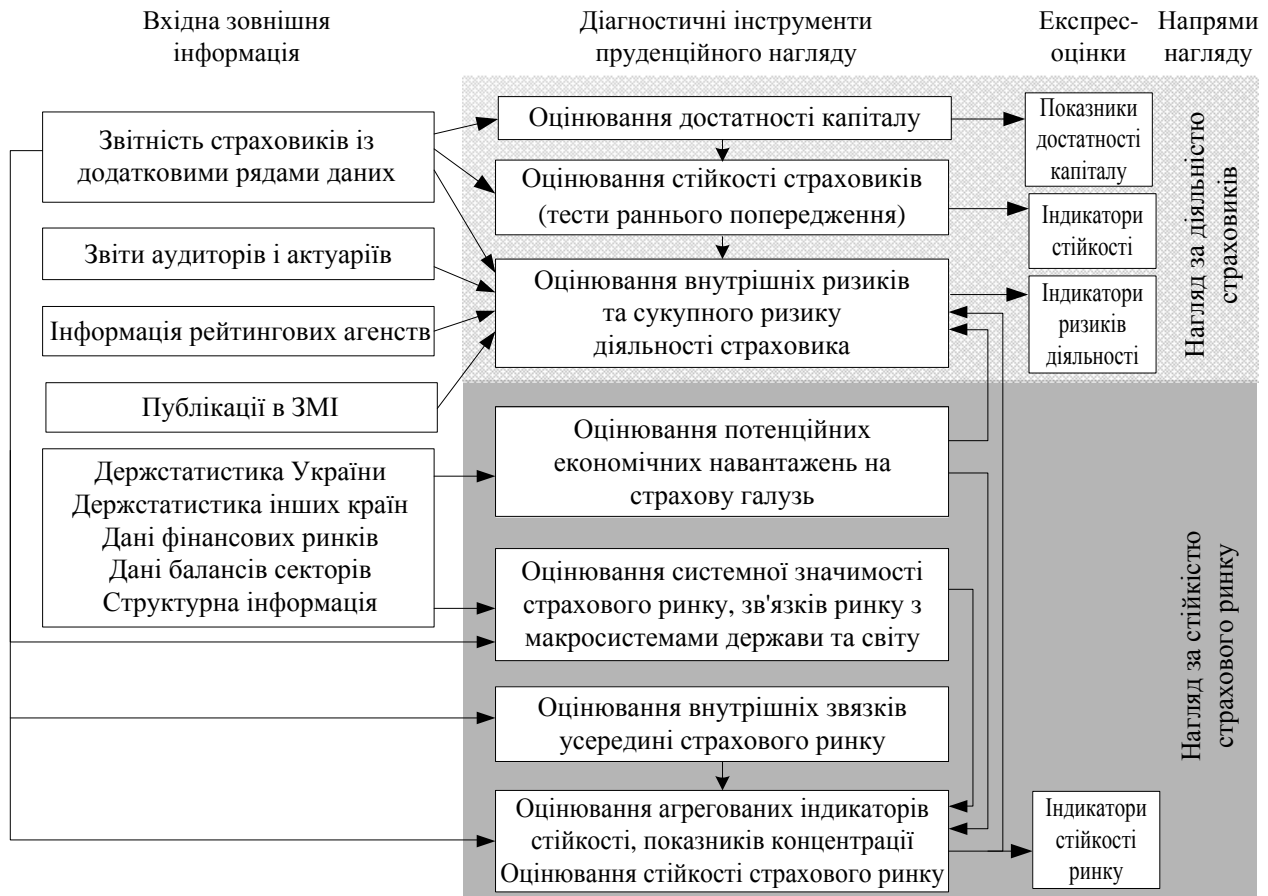 Вхідна зовнішня
інформація
Діагностичні інструменти
пруденційного нагляду
Експрес-
оцінки
Напрями
нагляду
Звітність страховиків із
додатковими рядами даних
Звіти аудиторів і актуаріїв
Інформація рейтингових агенств
Публікації в ЗМІ
Держстатистика України
Держстатистика інших країн
Дані фінансових ринків
Дані балансів секторів
Структурна інформація
Оцінювання достатності капіталу
Оцінювання стійкості страховиків
(тести раннього попередження)
Оцінювання внутрішніх ризиків
та сукупного ризику
діяльності страховика
Оцінювання потенційних
економічних навантажень на
страхову галузь
Оцінювання системної значимості
страхового ринку, зв'язків ринку з
макросистемами держави та світу
Оцінювання внутрішніх звязків
усередині страхового ринку
Оцінювання агрегованих індикаторів
стійкості, показників концентрації
Оцінювання стійкості страхового ринку
Показники
достатності
капіталу
Індикатори
стійкості
Індикатори
ризиків
діяльності
Індикатори
стійкості
ринку
Нагляд за діяльністю
страховиків
Нагляд за стійкістю
страхового ринку